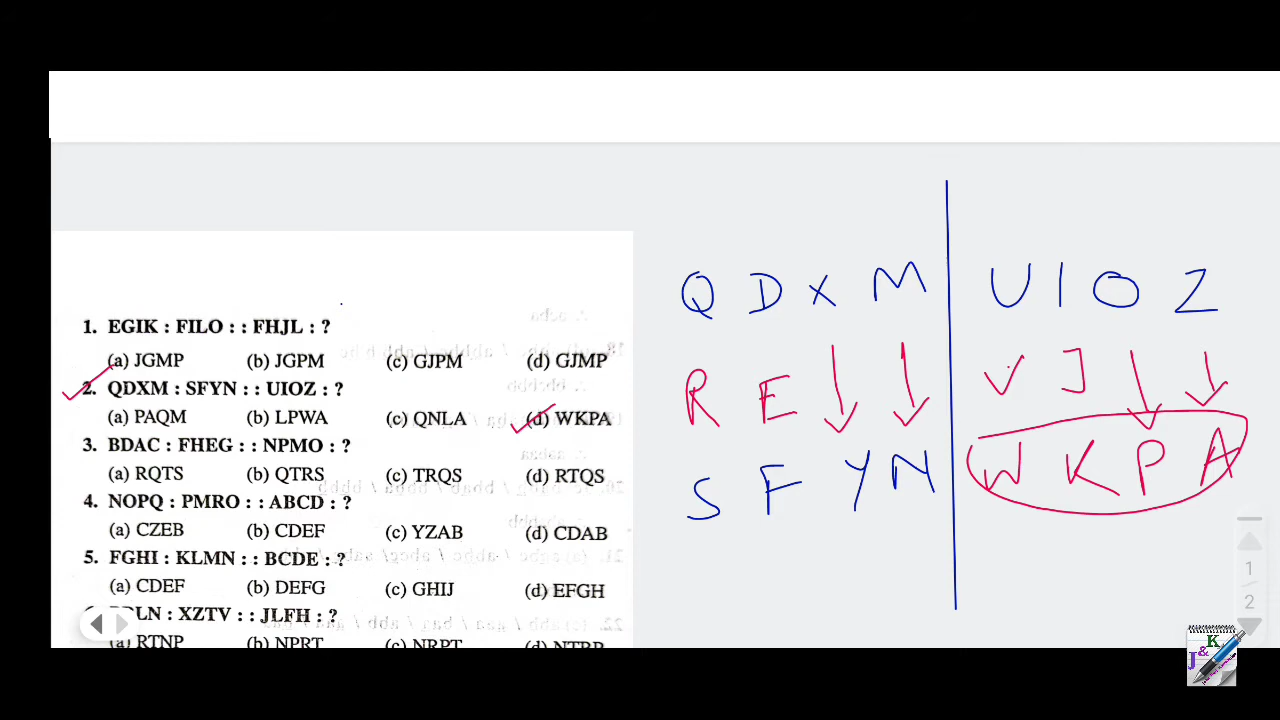 1. EGIK : FILO : : FHJL : ?
(a) JGMP (b) JGPM (c) GJPM (d) GJMP
2. QDXM : SFYN : : UIOZ : ?
(a) PAQM (b) LPWA (c) QNLA (d) WKPA
3. BDAC : FHEG : : NPMO : ?
(a) RQTS (b) QTRS (c) TRQS (d) RTQS
4. NOPQ : PMRO : : ABCD : ?
(a) CZEB (b) CDEF (c) YZAB (d) CDAB
5. FGHI : KLMN : : BCDE : ?
(a) CDEF (b) DEFG (c) GHIJ (d) EFGH
LN : XZTV : : JLFH : ?
(a) RTNP (b) NPRT (c) NRPT
Q D X M U I O Z
R E V J
S F Y N W K P A
1
2
J & K